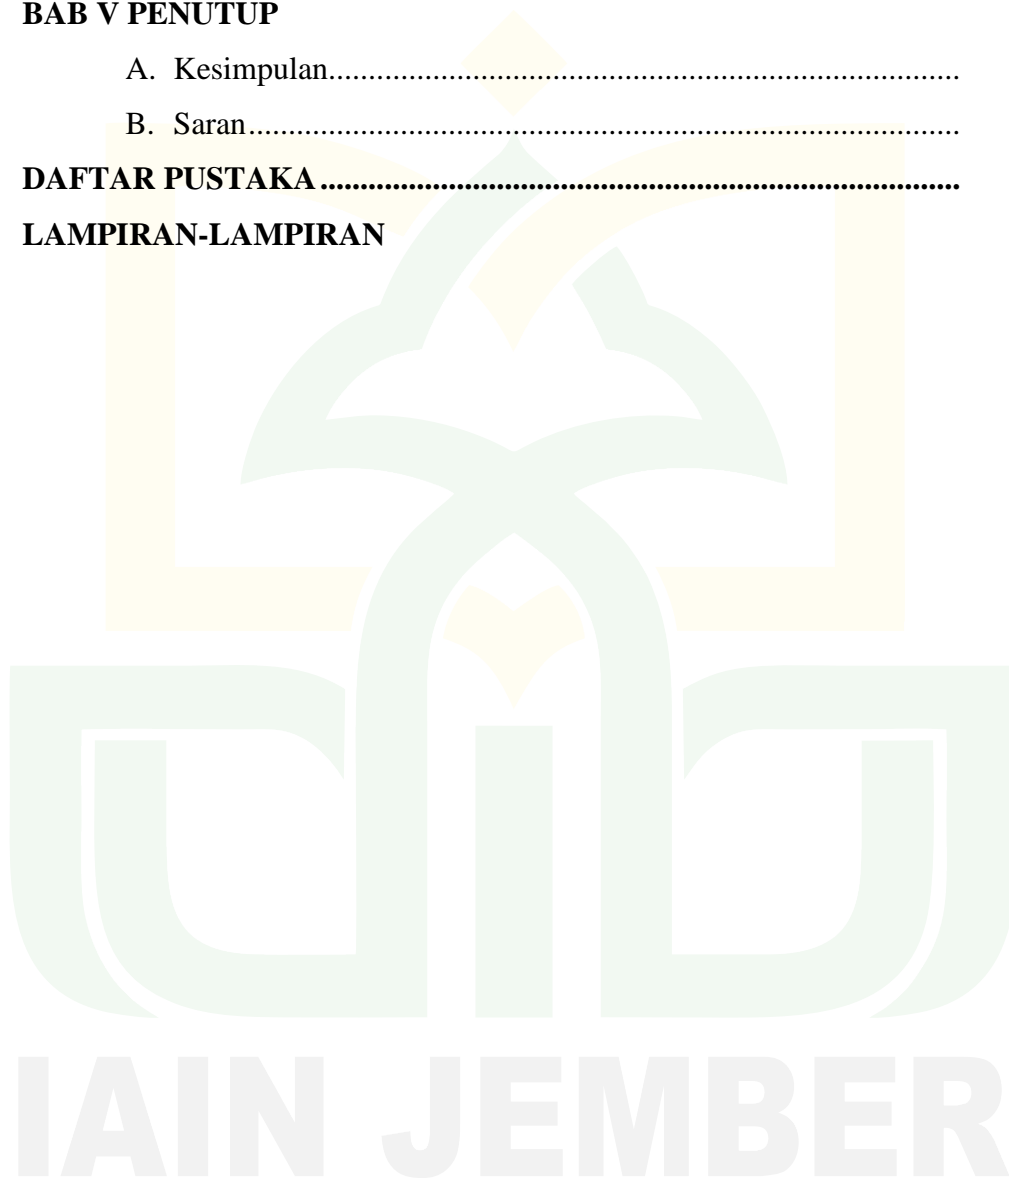 BAB V PENUTUP
A. Kesimpulan...............................................................................
B. Saran.........................................................................................
DAFTAR PUSTAKA................................................................................
LAMPIRAN-LAMPIRAN
IAIN JEMBER